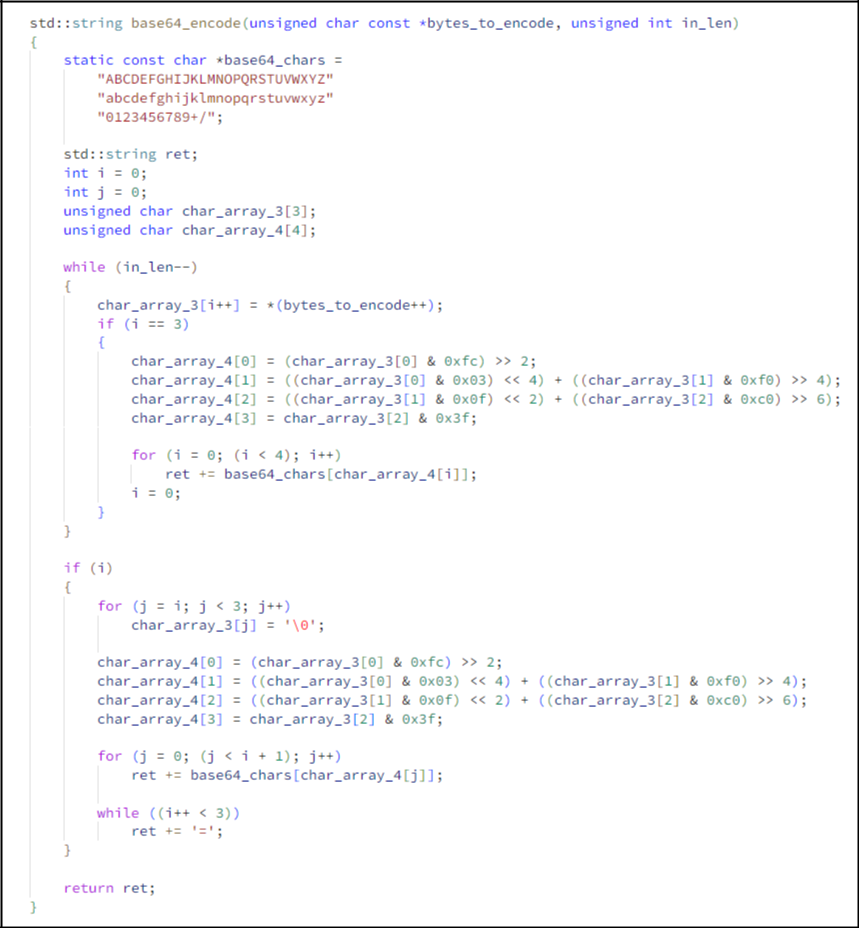 std::string base64_encode(unsigned char const *bytes_to_encode, unsigned int in_len)
{
    static const char *base64_chars =
        "ABCDEFGHIJKLMNOPQRSTUVWXYZ"
        "abcdefghijklmnopqrstuvwxyz"
        "0123456789+/";

    std::string ret;
    int i = 0;
    int j = 0;
    unsigned char char_array_3[3];
    unsigned char char_array_4[4];

    while (in_len--)
    {
        char_array_3[i++] = *(bytes_to_encode++);
        if (i == 3)
        {
            char_array_4[0] = (char_array_3[0] & 0xfc) >> 2;
            char_array_4[1] = ((char_array_3[0] & 0x03) << 4) + ((char_array_3[1] & 0xf0) >> 4);
            char_array_4[2] = ((char_array_3[1] & 0x0f) << 2) + ((char_array_3[2] & 0xc0) >> 6);
            char_array_4[3] = char_array_3[2] & 0x3f;

            for (i = 0; (i < 4); i++)
                ret += base64_chars[char_array_4[i]];
            i = 0;
        }
    }

    if (i)
    {
        for (j = i; j < 3; j++)
            char_array_3[j] = '\0';

        char_array_4[0] = (char_array_3[0] & 0xfc) >> 2;
        char_array_4[1] = ((char_array_3[0] & 0x03) << 4) + ((char_array_3[1] & 0xf0) >> 4);
        char_array_4[2] = ((char_array_3[1] & 0x0f) << 2) + ((char_array_3[2] & 0xc0) >> 6);
        char_array_4[3] = char_array_3[2] & 0x3f;

        for (j = 0; (j < i + 1); j++)
            ret += base64_chars[char_array_4[j]];

        while ((i++ < 3))
            ret += '=';
    }

    return ret;
}